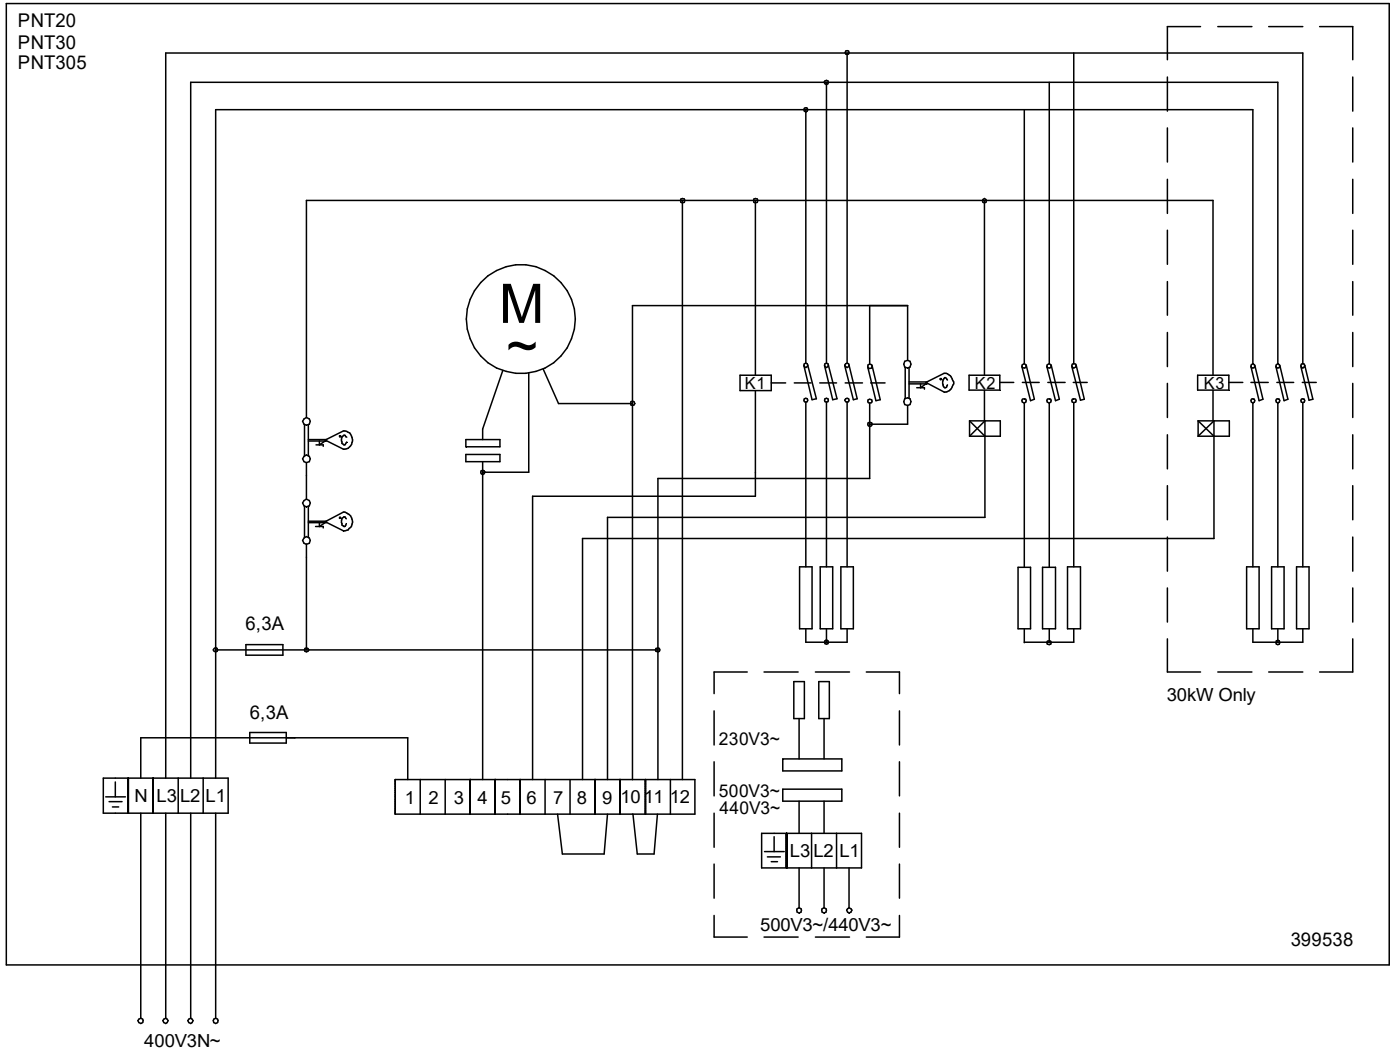 PNT20
PNT30
PNT305
M
~
K1
°C
K2
K3
°C
°C
6,3A
30kW Only
6,3A
230V3~
500V3~
440V3~
N L3 L2 L1
1 2 3 4 5 6 7 8 9 10 11 12
L3 L2 L1
500V3~/440V3~
399538
400V3N~